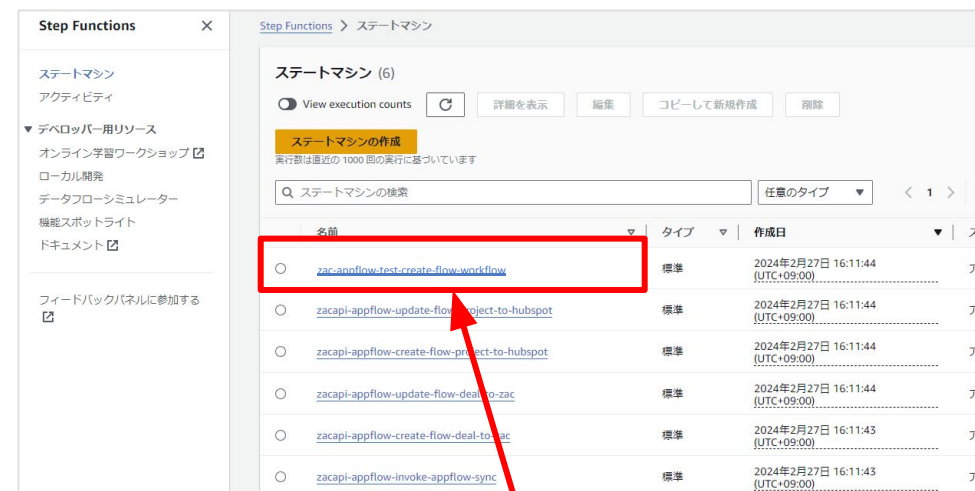 Step Functions
ステートマシン
アクティビティ
デベロッパー用リソース
オンライン学習ワークショップ
ローカル開発
データフローシミュレーター
機能スポットライト
ドキュメント
フィードバックパネルに参加する
Step Functions > ステートマシン
ステートマシン (6)
View execution counts 詳細を表示 編集 コピーして新規作成 削除
ステートマシンの作成
実行数は直近の 1000 回の実行に基づいています
ステートマシンの検索 任意のタイプ < 1 >
名前 タイプ 作成日
zac-appflow-test-create-flow-workflow 標準 2024年2月27日 16:11:44
(UTC+09:00)
zacapi-appflow-update-flow-project-to-hubspot 標準 2024年2月27日 16:11:44
(UTC+09:00)
zacapi-appflow-create-flow-project-to-hubspot 標準 2024年2月27日 16:11:44
(UTC+09:00)
zacapi-appflow-update-flow-deal-to-zac 標準 2024年2月27日 16:11:44
(UTC+09:00)
zacapi-appflow-create-flow-deal-to-zac 標準 2024年2月27日 16:11:43
(UTC+09:00)
zacapi-appflow-invoke-appflow-sync 標準 2024年2月27日 16:11:43
(UTC+09:00)